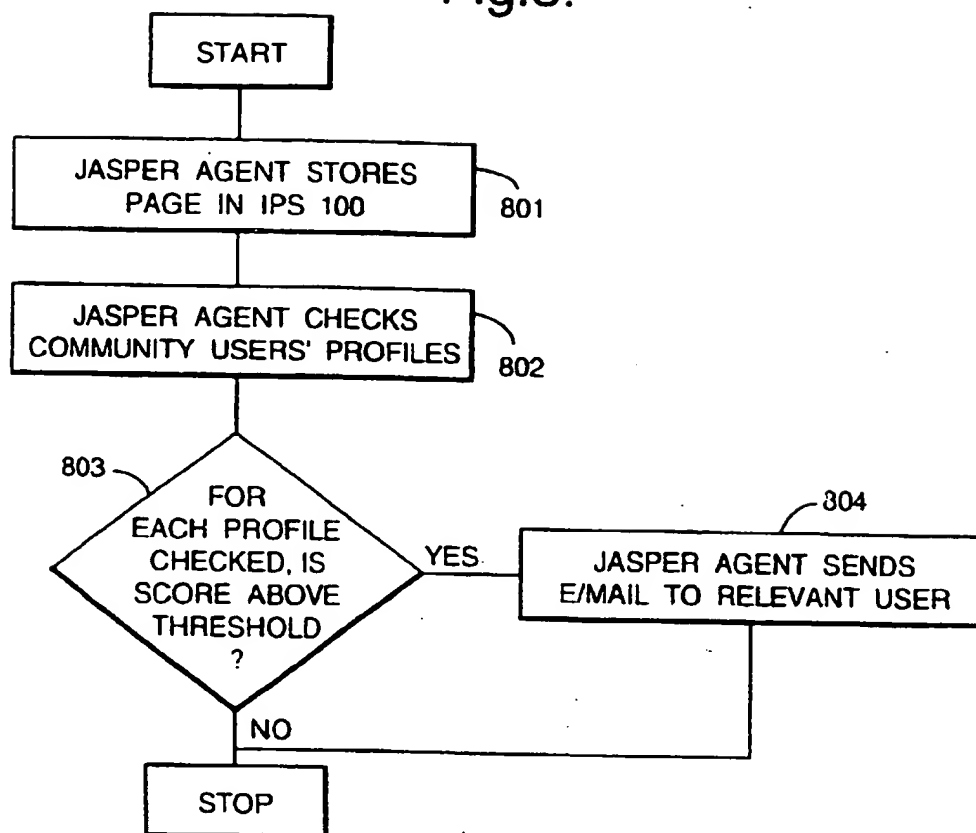 START
JASPER AGENT STORES
PAGE IN IPS 100
801
JASPER AGENT CHECKS
COMMUNITY USERS' PROFILES
802
803
FOR
EACH PROFILE
CHECKED, IS
SCORE ABOVE
THRESHOLD
?
YES
804
JASPER AGENT SENDS
E/MAIL TO RELEVANT USER
NO
STOP